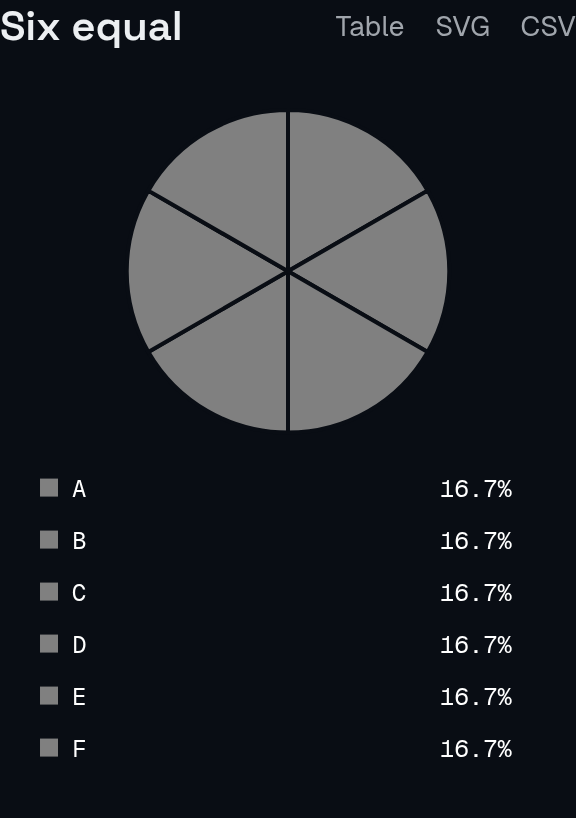 Six equal Table SVG CSV
A 16.7%
B 16.7%
C 16.7%
D 16.7%
E 16.7%
F 16.7%